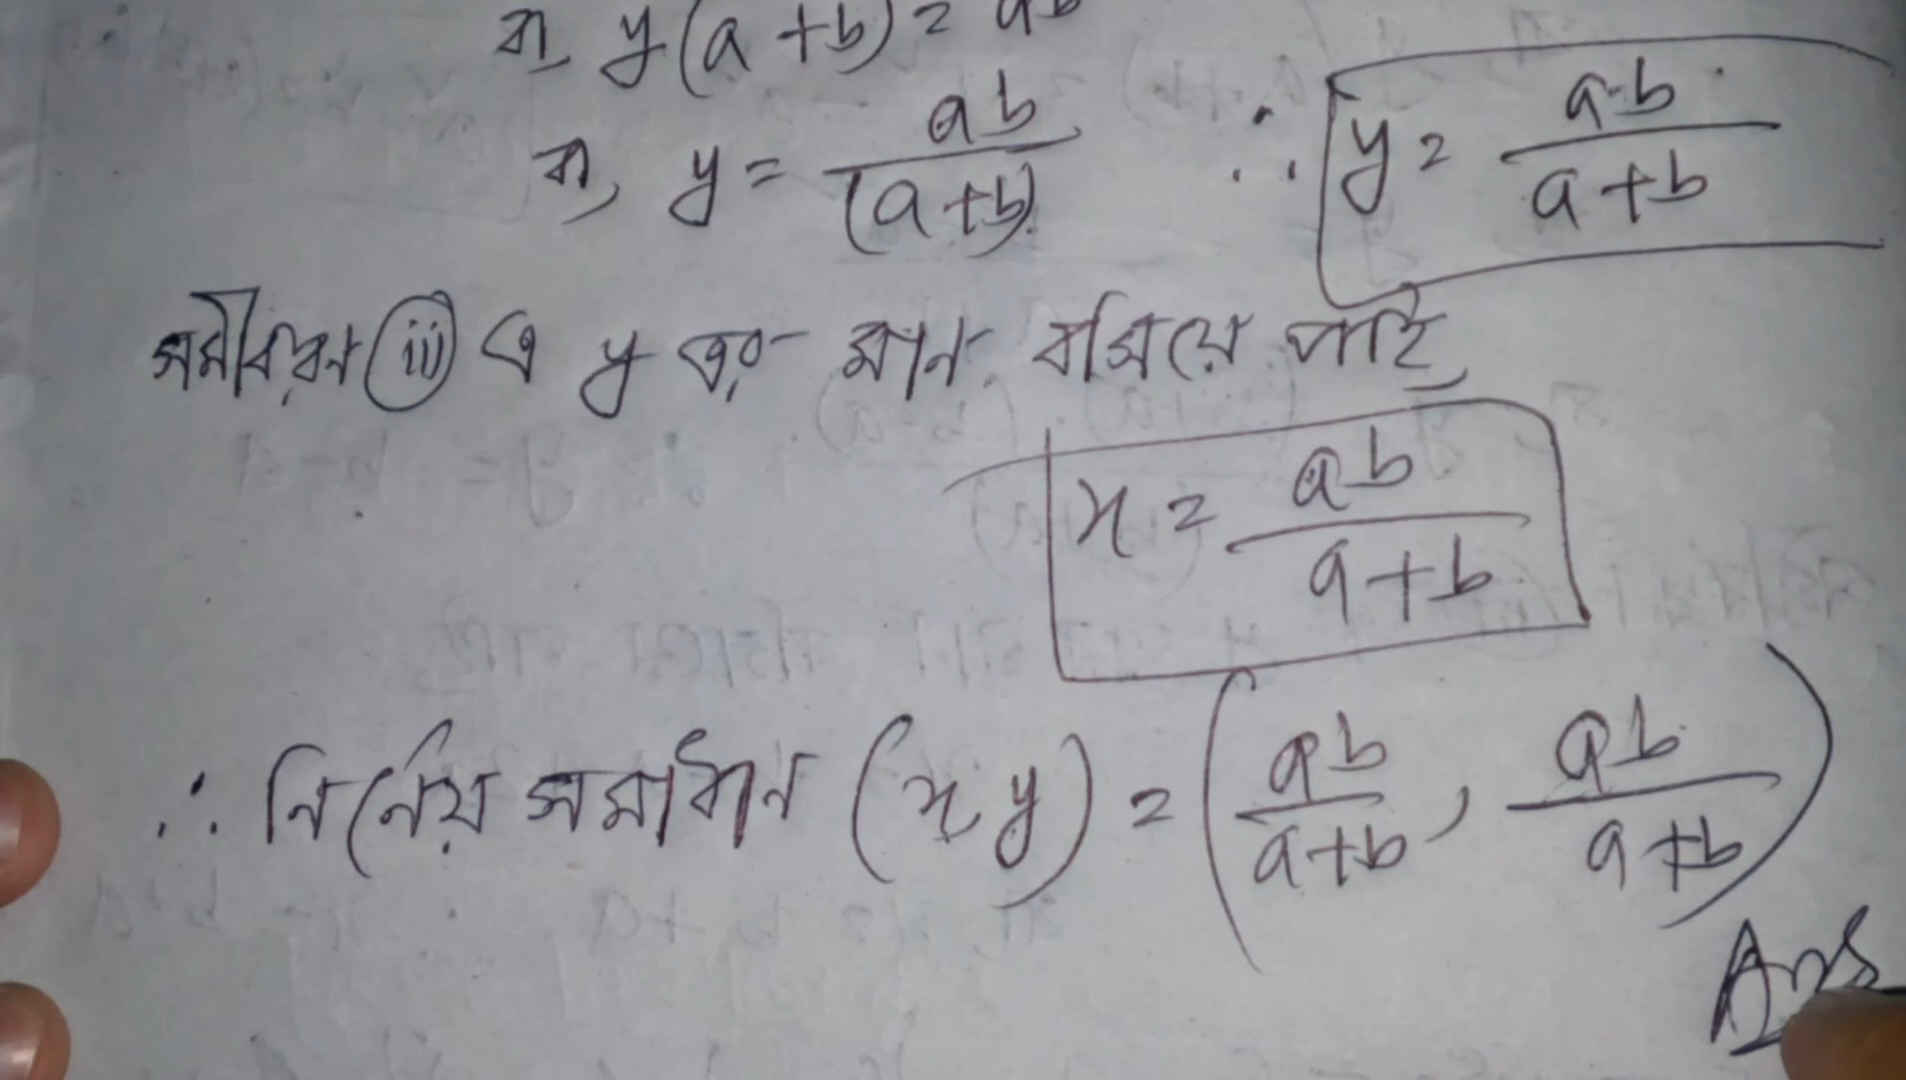 বা, y(a+b) = ab
বা, y = ab/(a+b) ∴ y = ab/a+b
সমীকরণ (iii) এ y এর মান বসিয়ে পাই,
x = ab/a+b
∴ নির্নেয় সমাধান (x, y) = (ab/a+b, ab/a+b)
Ans